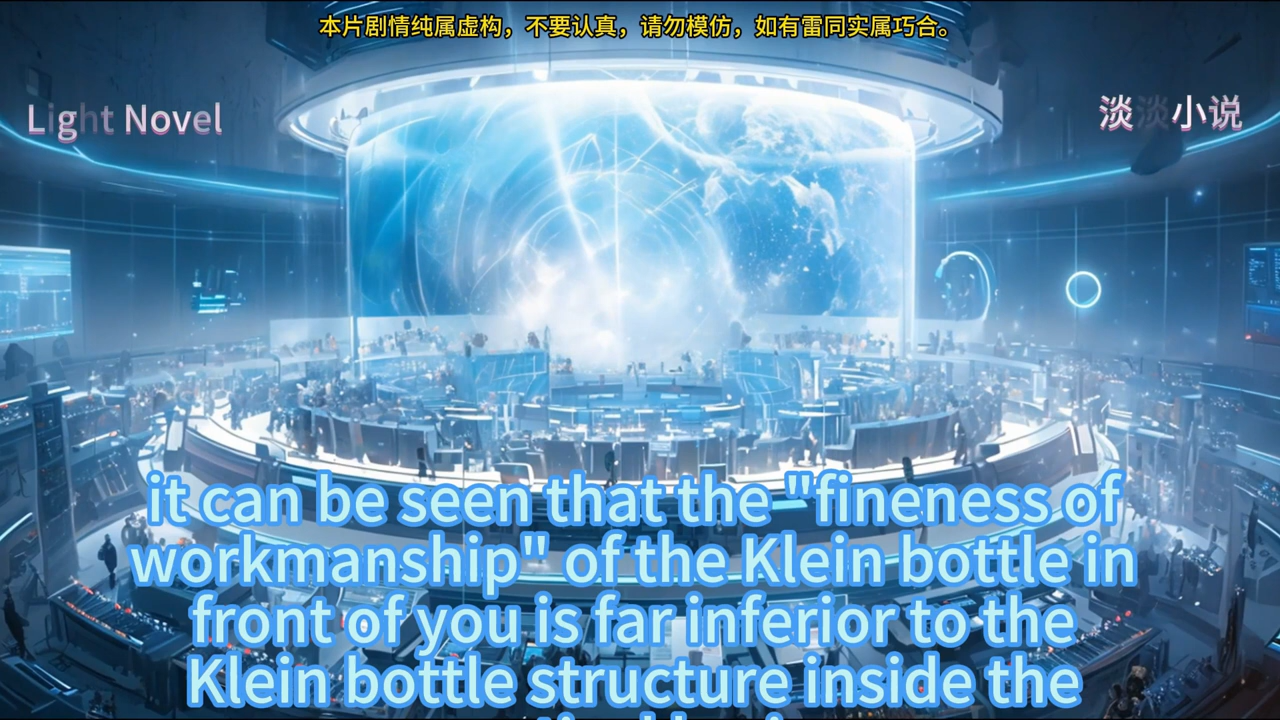 本片剧情纯属虚构，不要认真，请勿模仿，如有雷同实属巧合。
Light Novel
淡淡小说
it can be seen that the "fineness of
workmanship" of the Klein bottle in
front of you is far inferior to the
Klein bottle structure inside the